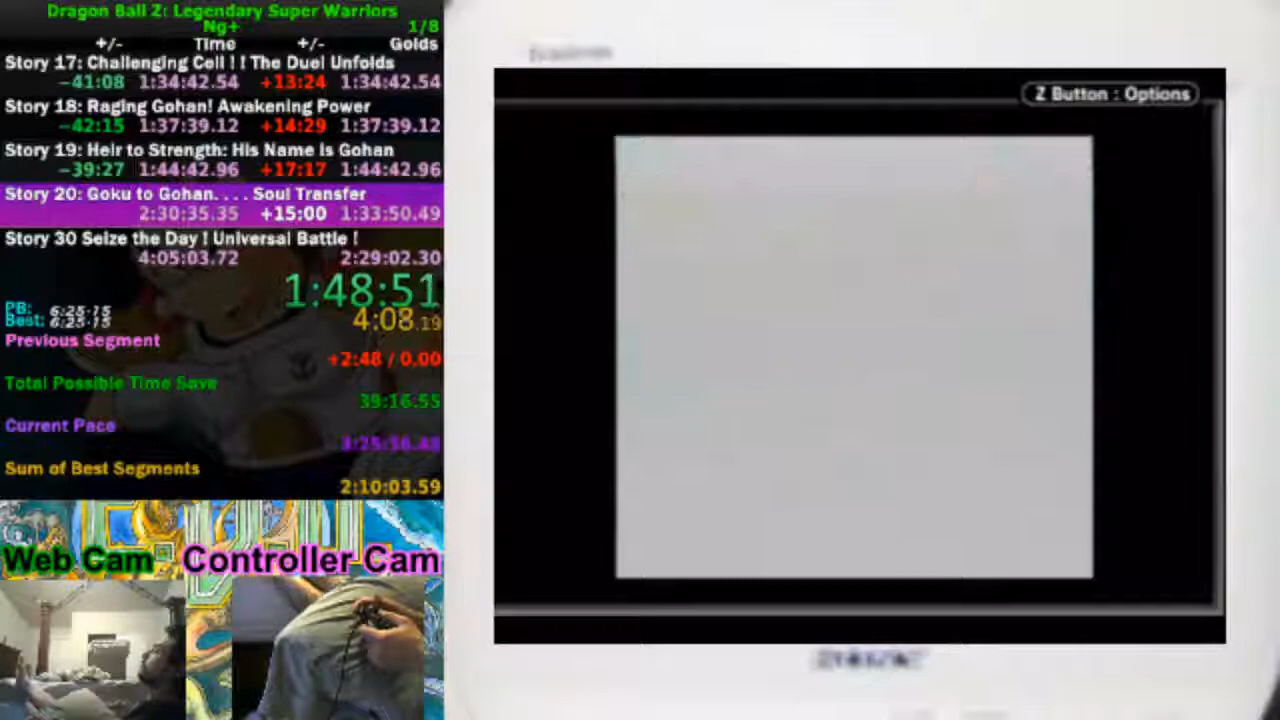 Dragon Ball Z: Legendary Super Warriors
Ng+ 1/8
+/- Time +/- Golds
Story 17: Challenging Cell ! ! The Duel Unfolds
-41:08 1:34:42.54 +13:24 1:34:42.54
Story 18: Raging Gohan! Awakening Power
-42:15 1:37:39.12 +14:29 1:37:39.12
Story 19: Heir to Strength: His Name is Gohan
-39:27 1:44:42.96 +17:17 1:44:42.96
Story 20: Goku to Gohan. . . . Soul Transfer
2:30:35.35 +15:00 1:33:50.49
Story 30 Seize the Day ! Universal Battle !
4:05:03.72 2:29:02.30
1:48:51
PB: 6:25:15
Best: 6:25:15
4:08.19
Previous Segment
+2:48 / 0.00
Total Possible Time Save
39:16.55
Current Pace
Sum of Best Segments
2:10:03.59
Web Cam Controller Cam
Z Button : Options